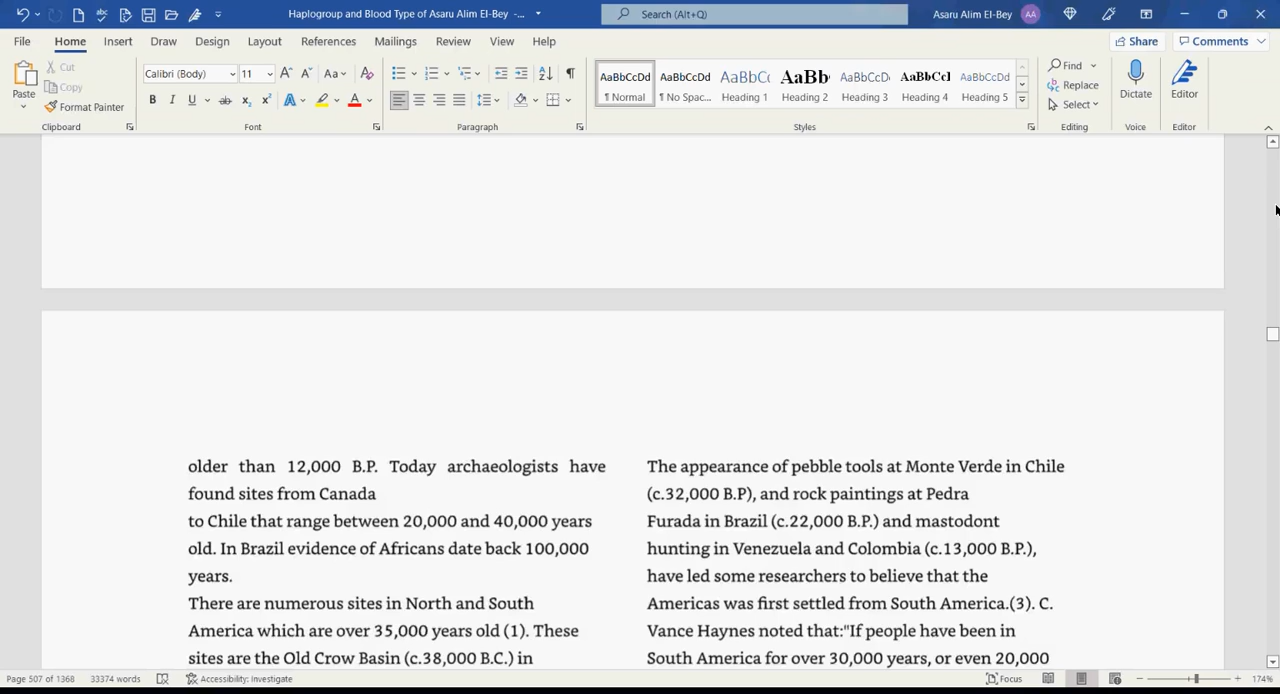 Haplogroup and Blood Type of Asaru Alim El-Bey -...
Search (Alt+Q)
Asaru Alim El-Bey
AA
File Home Insert Draw Design Layout References Mailings Review View Help
Share
Comments
Paste
Cut
Copy
Format Painter
Calibri (Body)
11
AaBbCcDd
¶ Normal
AaBbCcDd
¶ No Spac...
AaBbCc
Heading 1
AaBb
Heading 2
AaBbCcD
Heading 3
AaBbCcI
Heading 4
AaBbCcDd
Heading 5
Find
Replace
Select
Dictate
Editor
Clipboard
Font
Paragraph
Styles
Editing
Voice
Editor
older than 12,000 B.P. Today archaeologists have
found sites from Canada
to Chile that range between 20,000 and 40,000 years
old. In Brazil evidence of Africans date back 100,000
years.
There are numerous sites in North and South
America which are over 35,000 years old (1). These
sites are the Old Crow Basin (c.38,000 B.C.) in
The appearance of pebble tools at Monte Verde in Chile
(c.32,000 B.P), and rock paintings at Pedra
Furada in Brazil (c.22,000 B.P.) and mastodont
hunting in Venezuela and Colombia (c.13,000 B.P.),
have led some researchers to believe that the
Americas was first settled from South America.(3). C.
Vance Haynes noted that:"If people have been in
South America for over 30,000 years, or even 20,000
Page 507 of 1368
33374 words
Accessibility: Investigate
Focus
174%